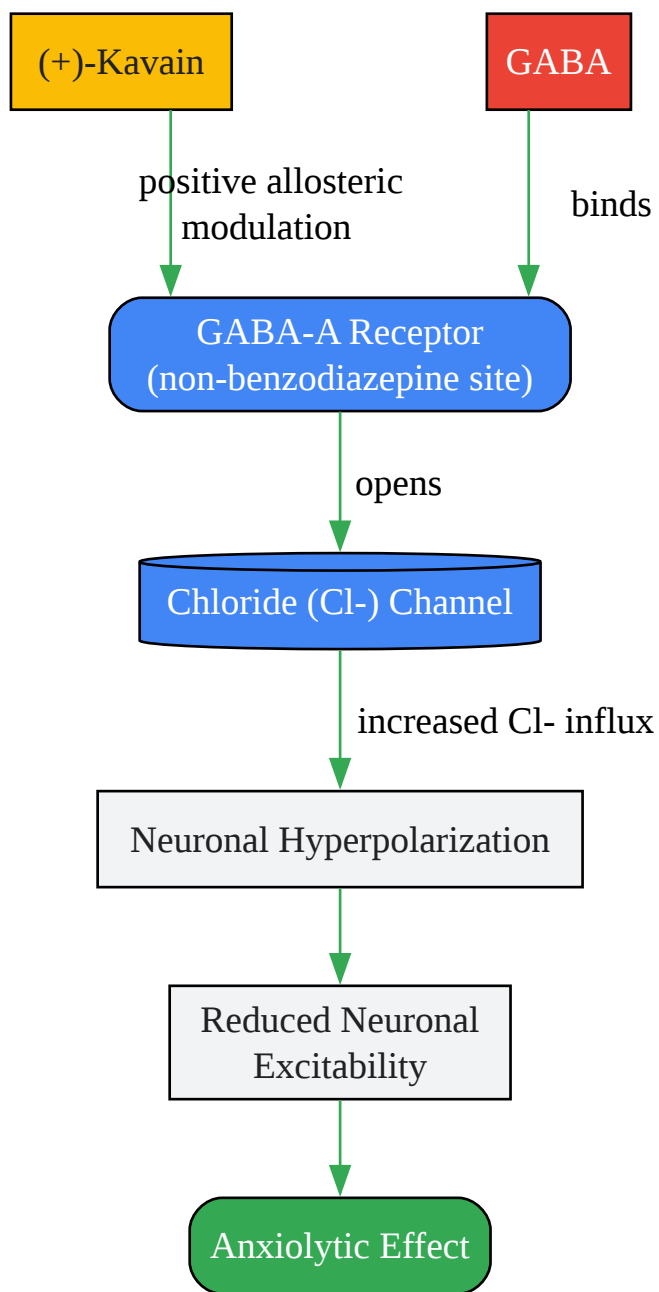 (+)-Kavain
GABA
positive allosteric
modulation
binds
GABA-A Receptor
(non-benzodiazepine site)
opens
Chloride (Cl-) Channel
increased Cl- influx
Neuronal Hyperpolarization
Reduced Neuronal
Excitability
Anxiolytic Effect